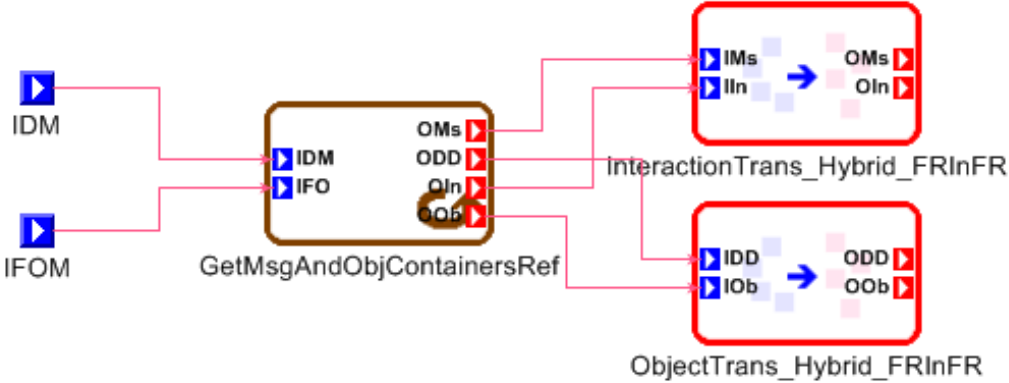 IDM
IFOM
IDM
IFO
OMs
ODD
OIn
OOb
GetMsgAndObjContainersRef
IMs
IIn
OMs
OIn
InteractionTrans_Hybrid_FRInFR
IDD
IOb
ODD
OOb
ObjectTrans_Hybrid_FRInFR